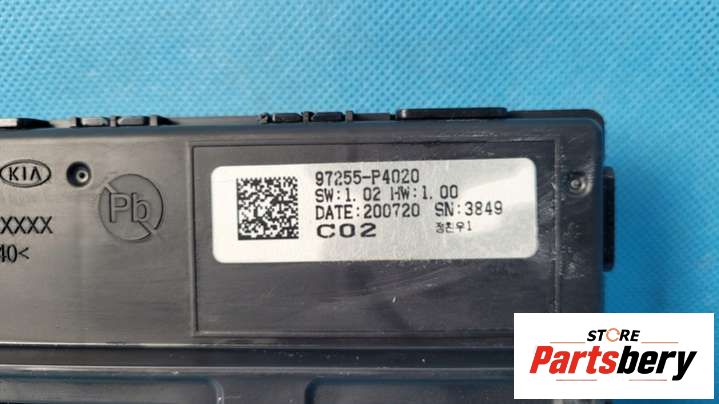 KIA
XXXX
40<
Pb
97255-P4020
SW:1.02 HW:1.00
DATE:200720 SN:3849
C02
정진우1
STORE
Partsbery